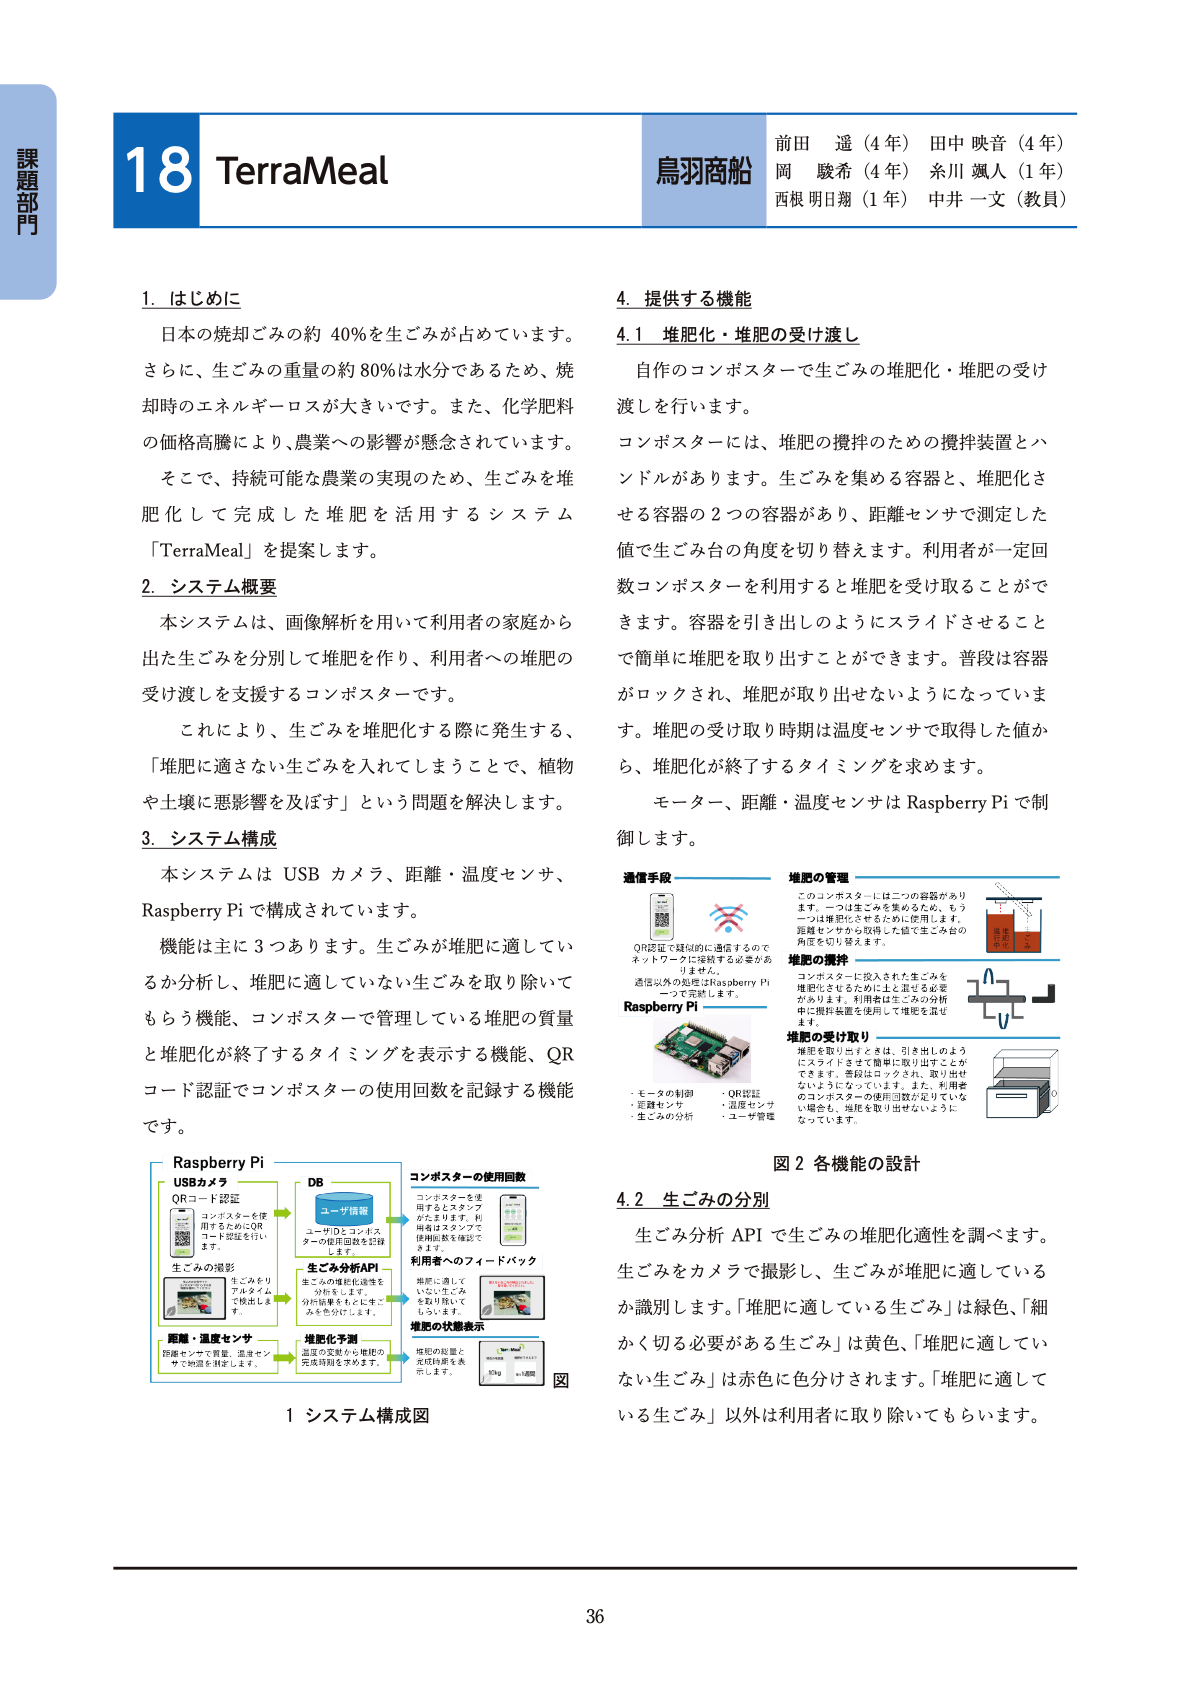 課題部門
18 TerraMeal
鳥羽商船
前田　遥（4 年）　田中 映音（4 年）
岡　駿希（4 年）　糸川 颯人（1 年）
西根 明日翔（1 年）　中井 一文（教員）
1. はじめに
日本の焼却ごみの約 40%を生ごみが占めています。
さらに、生ごみの重量の約 80%は水分であるため、焼
却時のエネルギーロスが大きいです。また、化学肥料
の価格高騰により、農業への影響が懸念されています。
そこで、持続可能な農業の実現のため、生ごみを堆
肥化して完成した堆肥を活用するシステム
「TerraMeal」を提案します。
2. システム概要
本システムは、画像解析を用いて利用者の家庭から
出た生ごみを分別して堆肥を作り、利用者への堆肥の
受け渡しを支援するコンポスターです。
これにより、生ごみを堆肥化する際に発生する、
「堆肥に適さない生ごみを入れてしまうことで、植物
や土壌に悪影響を及ぼす」という問題を解決します。
3. システム構成
本システムは USB カメラ、距離・温度センサ、
Raspberry Pi で構成されています。
機能は主に 3 つあります。生ごみが堆肥に適してい
るか分析し、堆肥に適していない生ごみを取り除いて
もらう機能、コンポスターで管理している堆肥の質量
と堆肥化が終了するタイミングを表示する機能、QR
コード認証でコンポスターの使用回数を記録する機能
です。
Raspberry Pi
USBカメラ
QRコード認証
コンポスターを使
用するためにQR
コード認証を行い
ます。
生ごみの撮影
生ごみをリ
アルタイム
で検出しま
す。
距離・温度センサ
距離センサで質量、温度セン
サで地温を測定します。
DB
ユーザ情報
ユーザIDとコンポス
ターの使用回数を記録
します。
生ごみ分析API
生ごみの堆肥化適性を
分析をします。
分析結果をもとに生ご
みを色分けします。
堆肥化予測
温度の変動から堆肥の
完成時期を求めます。
コンポスターの使用回数
コンポスターを使
用するとスタンプ
がたまります。利
用者はスタンプで
使用回数を確認で
きます。
利用者へのフィードバック
堆肥に適して
いない生ごみ
を取り除いて
もらいます。
堆肥の状態表示
堆肥の総量と
完成時期を表
示します。
10kg
図
1 システム構成図
4. 提供する機能
4.1　堆肥化・堆肥の受け渡し
自作のコンポスターで生ごみの堆肥化・堆肥の受け
渡しを行います。
コンポスターには、堆肥の攪拌のための攪拌装置とハ
ンドルがあります。生ごみを集める容器と、堆肥化さ
せる容器の 2 つの容器があり、距離センサで測定した
値で生ごみ台の角度を切り替えます。利用者が一定回
数コンポスターを利用すると堆肥を受け取ることがで
きます。容器を引き出しのようにスライドさせること
で簡単に堆肥を取り出すことができます。普段は容器
がロックされ、堆肥が取り出せないようになっていま
す。堆肥の受け取り時期は温度センサで取得した値か
ら、堆肥化が終了するタイミングを求めます。
モーター、距離・温度センサは Raspberry Pi で制
御します。
通信手段
QR認証で疑似的に通信するので
ネットワークに接続する必要があ
りません。
通信以外の処理はRaspberry Pi
一つで完結します。
Raspberry Pi
・モータの制御　・QR認証
・距離センサ　・温度センサ
・生ごみの分析　・ユーザ管理
堆肥の管理
このコンポスターには二つの容器があり
ます。一つは生ごみを集めるため、もう
一つは堆肥化させるために使用します。
距離センサから取得した値で生ごみ台の
角度を切り替えます。
堆肥の攪拌
コンポスターに投入された生ごみを
堆肥化させるために土と混ぜる必要
があります。利用者は生ごみの分析
中に攪拌装置を使用して堆肥を混ぜ
ます。
堆肥の受け取り
堆肥を取り出すときは、引き出しのよう
にスライドさせて簡単に取り出すことが
できます。普段はロックされ、取り出せ
ないようになっています。また、利用者
のコンポスターの使用回数が足りていな
い場合も、堆肥を取り出せないように
なっています。
図 2 各機能の設計
4.2　生ごみの分別
生ごみ分析 API で生ごみの堆肥化適性を調べます。
生ごみをカメラで撮影し、生ごみが堆肥に適している
か識別します。「堆肥に適している生ごみ」は緑色、「細
かく切る必要がある生ごみ」は黄色、「堆肥に適してい
ない生ごみ」は赤色に色分けされます。「堆肥に適して
いる生ごみ」以外は利用者に取り除いてもらいます。
36